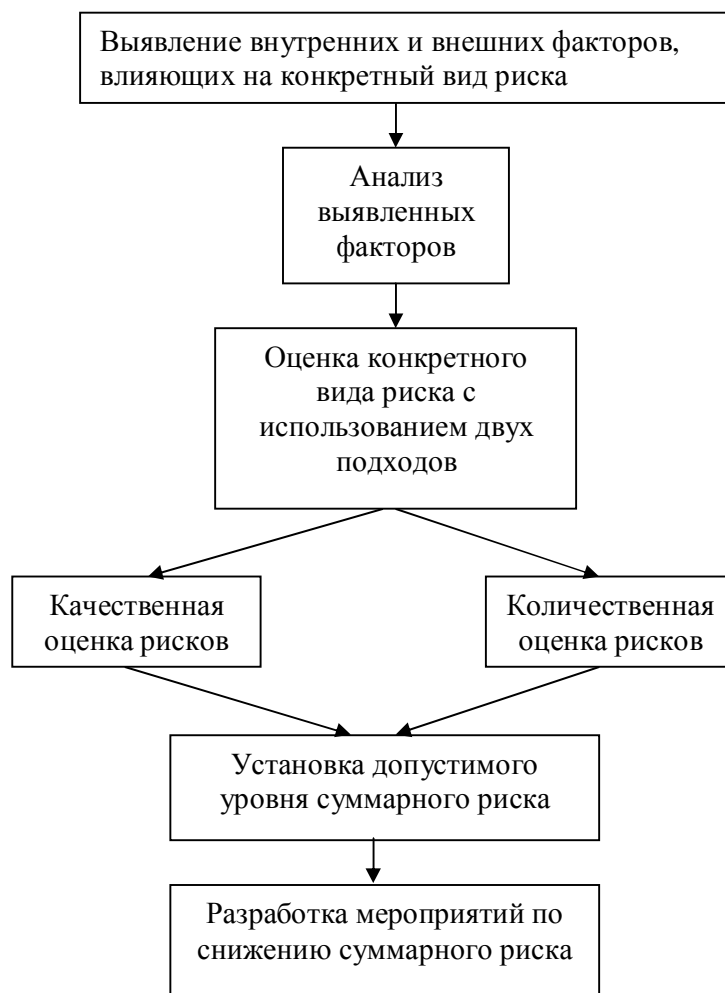 Выявление внутренних и внешних факторов,
влияющих на конкретный вид риска
Анализ
выявленных
факторов
Оценка конкретного
вида риска с
использованием двух
подходов
Качественная
оценка рисков
Количественная
оценка рисков
Установка допустимого
уровня суммарного риска
Разработка мероприятий по
снижению суммарного риска